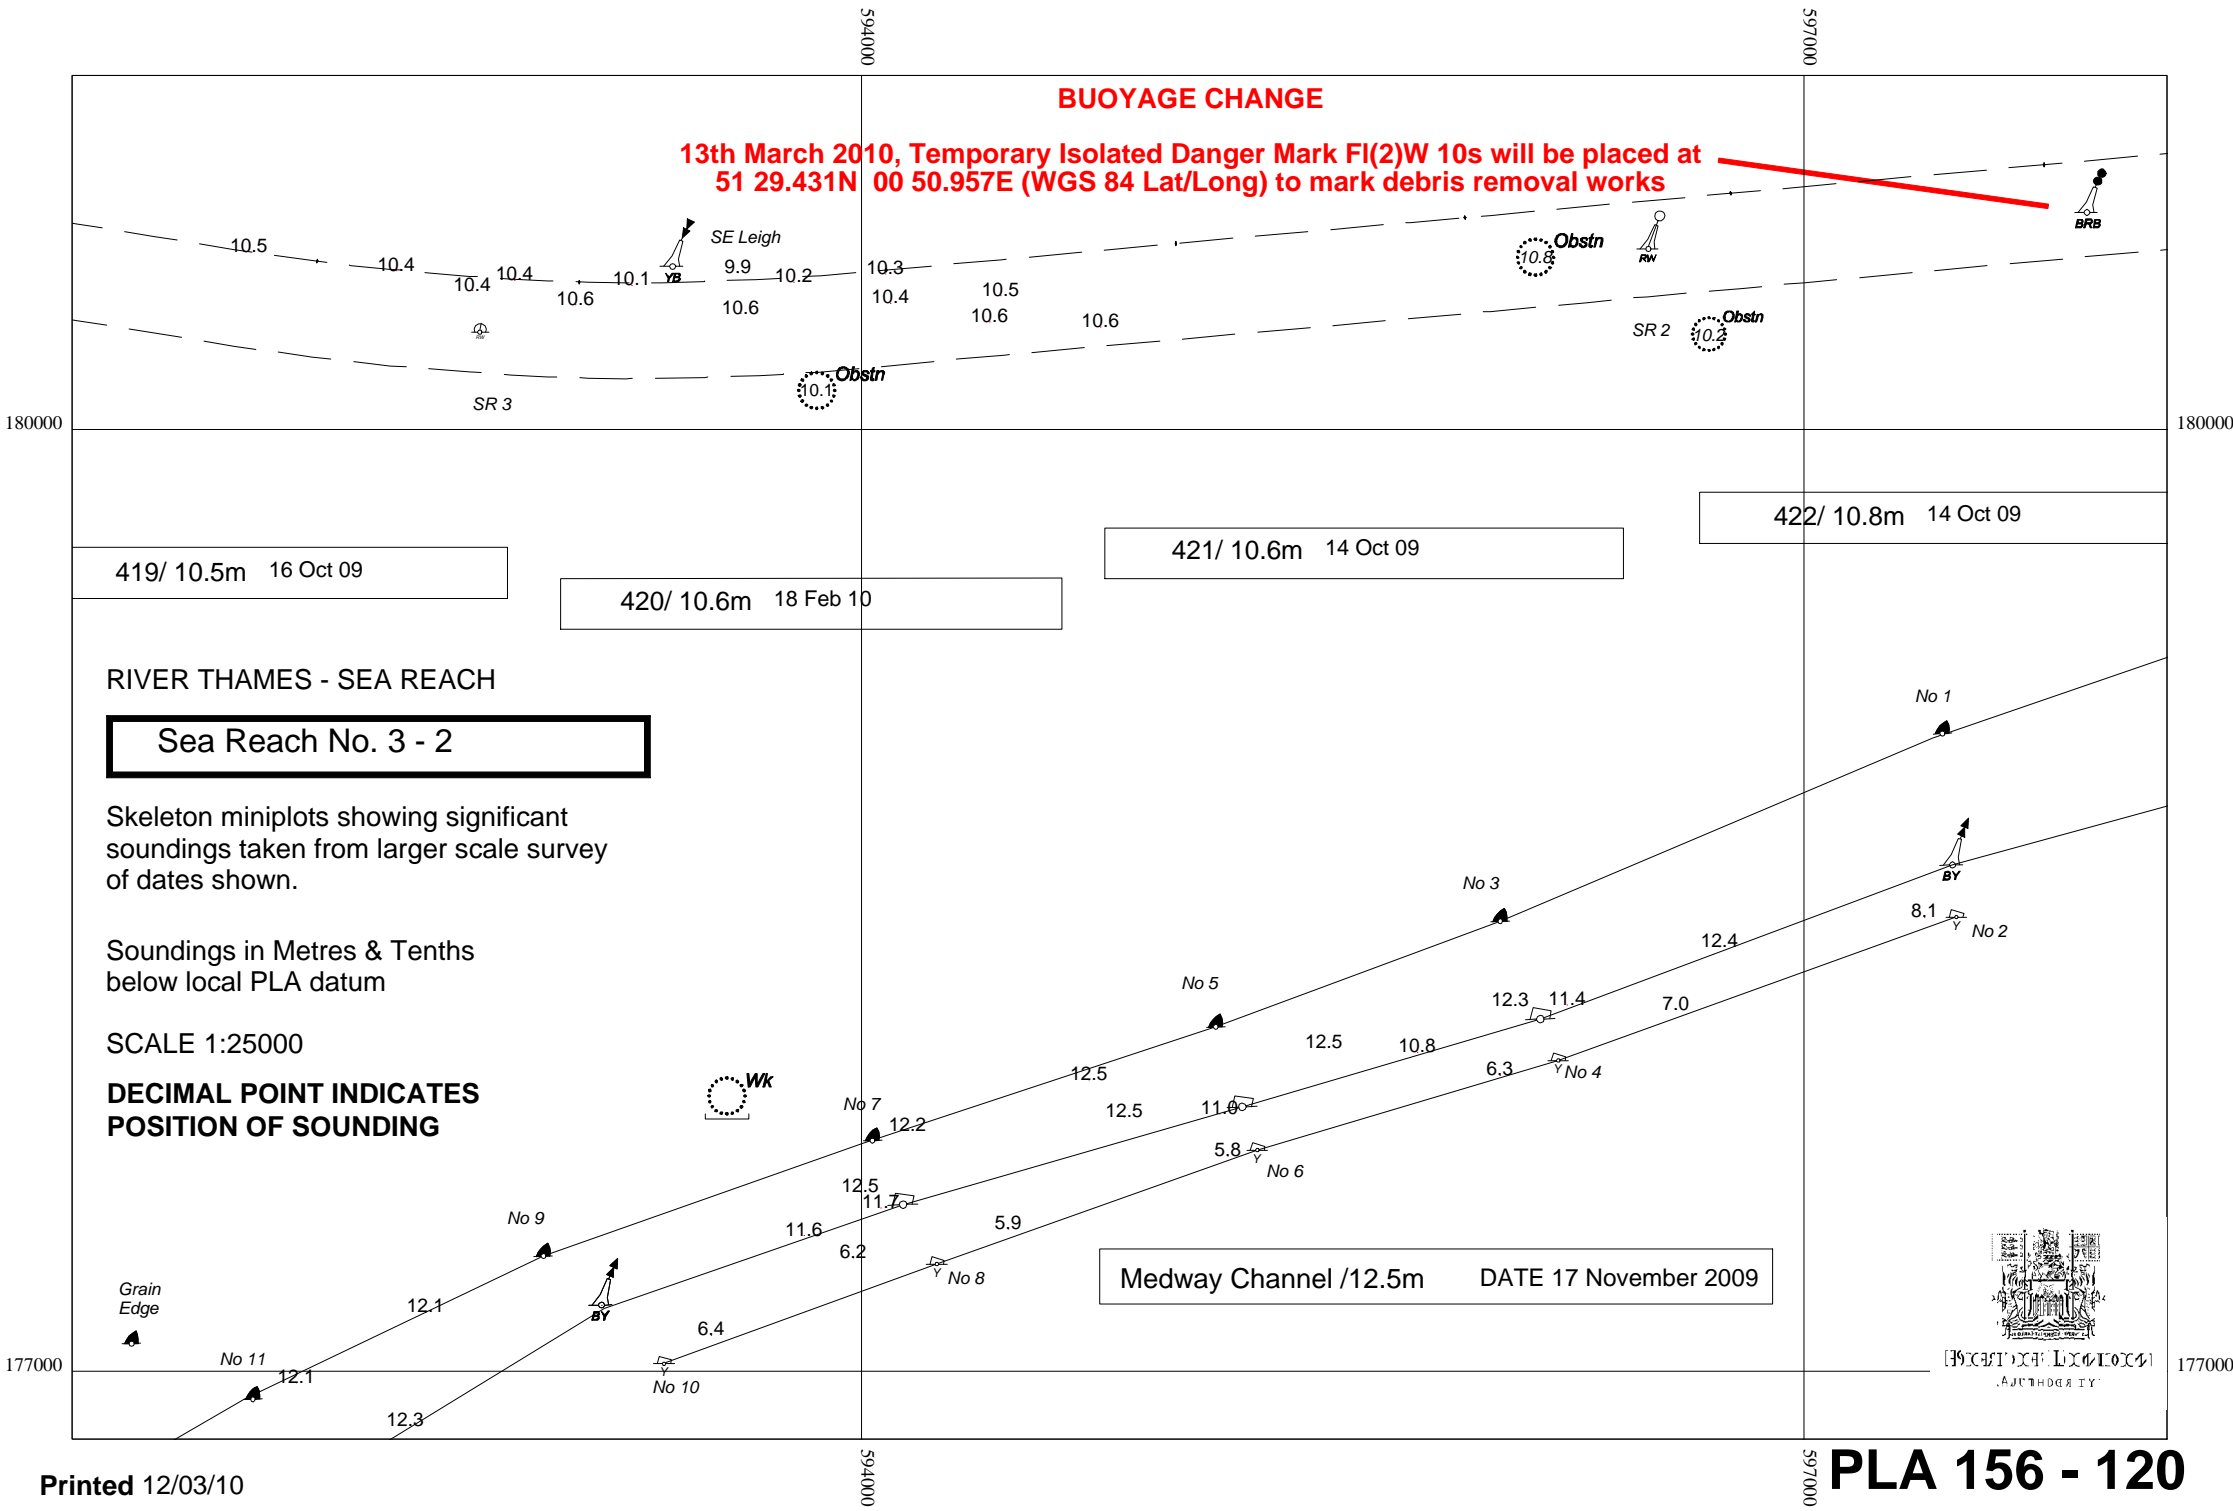 594000
597000
BUOYAGE CHANGE
13th March 2010, Temporary Isolated Danger Mark Fl(2)W 10s will be placed at
51 29.431N 00 50.957E (WGS 84 Lat/Long) to mark debris removal works
BRB
10.5
10.4
10.4
10.4
10.6
10.1
YB
SE Leigh
9.9
10.2
10.6
10.3
10.4
10.5
10.6
10.6
10.8
Obstn
RW
RW
SR 2
10.2
Obstn
10.1
Obstn
SR 3
180000
180000
422/ 10.8m 14 Oct 09
421/ 10.6m 14 Oct 09
419/ 10.5m 16 Oct 09
420/ 10.6m 18 Feb 10
RIVER THAMES - SEA REACH
Sea Reach No. 3 - 2
Skeleton miniplots showing significant
soundings taken from larger scale survey
of dates shown.
Soundings in Metres & Tenths
below local PLA datum
SCALE 1:25000
DECIMAL POINT INDICATES
POSITION OF SOUNDING
No 1
BY
No 3
8.1
Y
No 2
12.4
No 5
12.3
11.4
7.0
12.5
10.8
12.5
6.3
Y
No 4
Wk
No 7
12.2
12.5
11.0
5.8
Y
No 6
12.5
11.7
No 9
11.6
5.9
6.2
Y
No 8
Medway Channel /12.5m DATE 17 November 2009
Grain
Edge
12.1
BY
6.4
No 11
12.1
Y
No 10
12.3
177000
177000
594000
597000
Printed 12/03/10
PLA 156 - 120